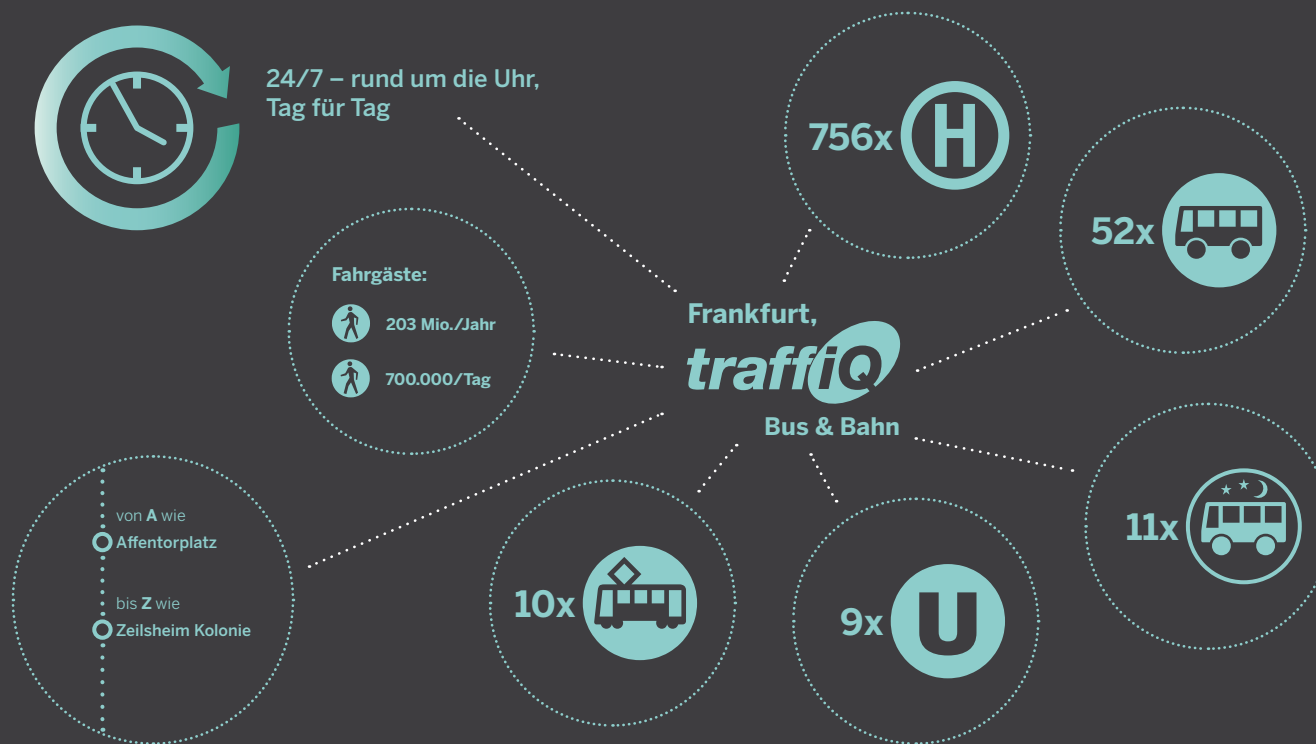 24/7 – rund um die Uhr,
Tag für Tag
756x H
52x
Fahrgäste:
203 Mio./Jahr
700.000/Tag
Frankfurt,
traffiQ
Bus & Bahn
von A wie
Affentorplatz
bis Z wie
Zeilsheim Kolonie
10x
9x U
11x